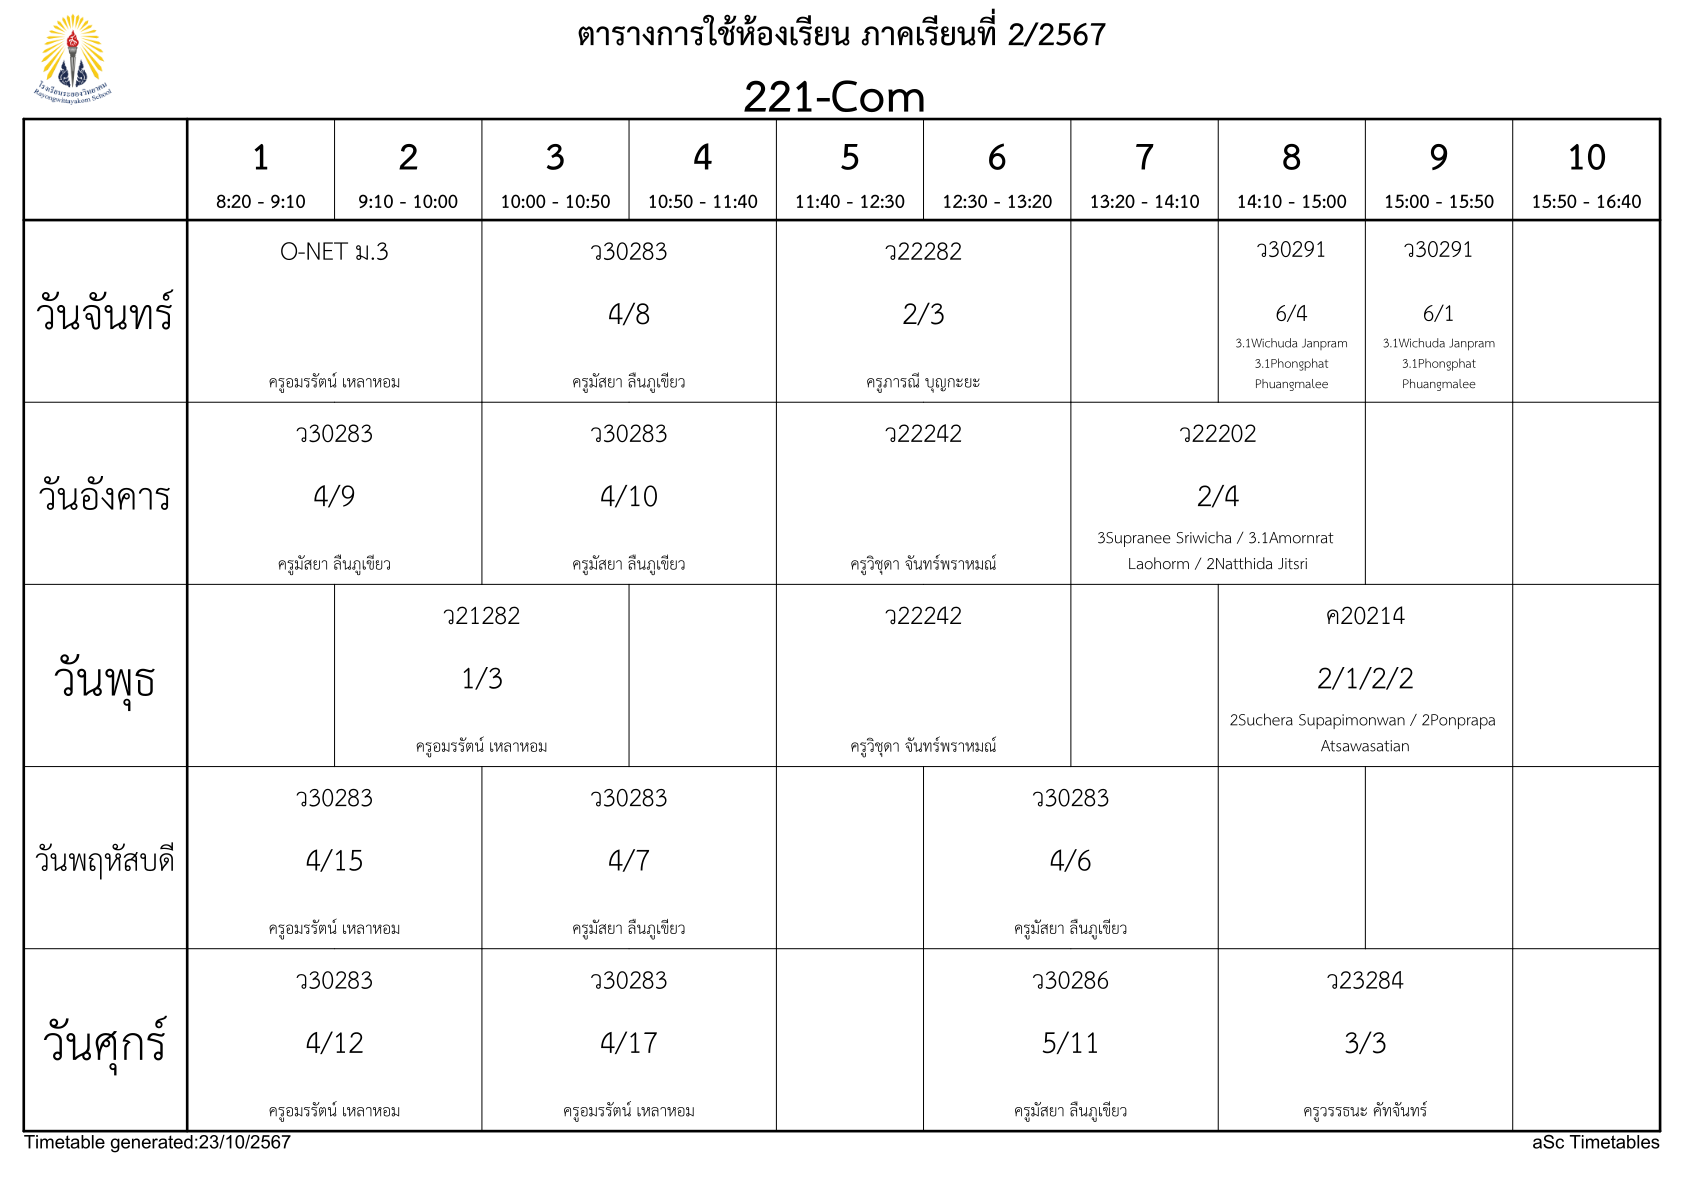 ตารางการใช้ห้องเรียน ภาคเรียนที่ 2/2567
โรงเรียนระยองวิทยาคม
Rayongwittayakom School
221-Com
1 2 3 4 5 6 7 8 9 10
8:20 - 9:10 9:10 - 10:00 10:00 - 10:50 10:50 - 11:40 11:40 - 12:30 12:30 - 13:20 13:20 - 14:10 14:10 - 15:00 15:00 - 15:50 15:50 - 16:40
วันจันทร์
O-NET ม.3
ครูอมรรัตน์ เหลาหอม
ว30283
4/8
ครูมัสยา ลืนภูเขียว
ว22282
2/3
ครูภารณี บุญกะยะ
ว30291
6/4
3.1Wichuda Janpram
3.1Phongphat
Phuangmalee
ว30291
6/1
3.1Wichuda Janpram
3.1Phongphat
Phuangmalee
วันอังคาร
ว30283
4/9
ครูมัสยา ลืนภูเขียว
ว30283
4/10
ครูมัสยา ลืนภูเขียว
ว22242
ครูวิชุดา จันทร์พราหมณ์
ว22202
2/4
3Supranee Sriwicha / 3.1Amornrat
Laohorm / 2Natthida Jitsri
วันพุธ
ว21282
1/3
ครูอมรรัตน์ เหลาหอม
ว22242
ครูวิชุดา จันทร์พราหมณ์
ค20214
2/1/2/2
2Suchera Supapimonwan / 2Ponprapa
Atsawasatian
วันพฤหัสบดี
ว30283
4/15
ครูอมรรัตน์ เหลาหอม
ว30283
4/7
ครูมัสยา ลืนภูเขียว
ว30283
4/6
ครูมัสยา ลืนภูเขียว
วันศุกร์
ว30283
4/12
ครูอมรรัตน์ เหลาหอม
ว30283
4/17
ครูอมรรัตน์ เหลาหอม
ว30286
5/11
ครูมัสยา ลืนภูเขียว
ว23284
3/3
ครูวรรธนะ คัทจันทร์
Timetable generated:23/10/2567
aSc Timetables